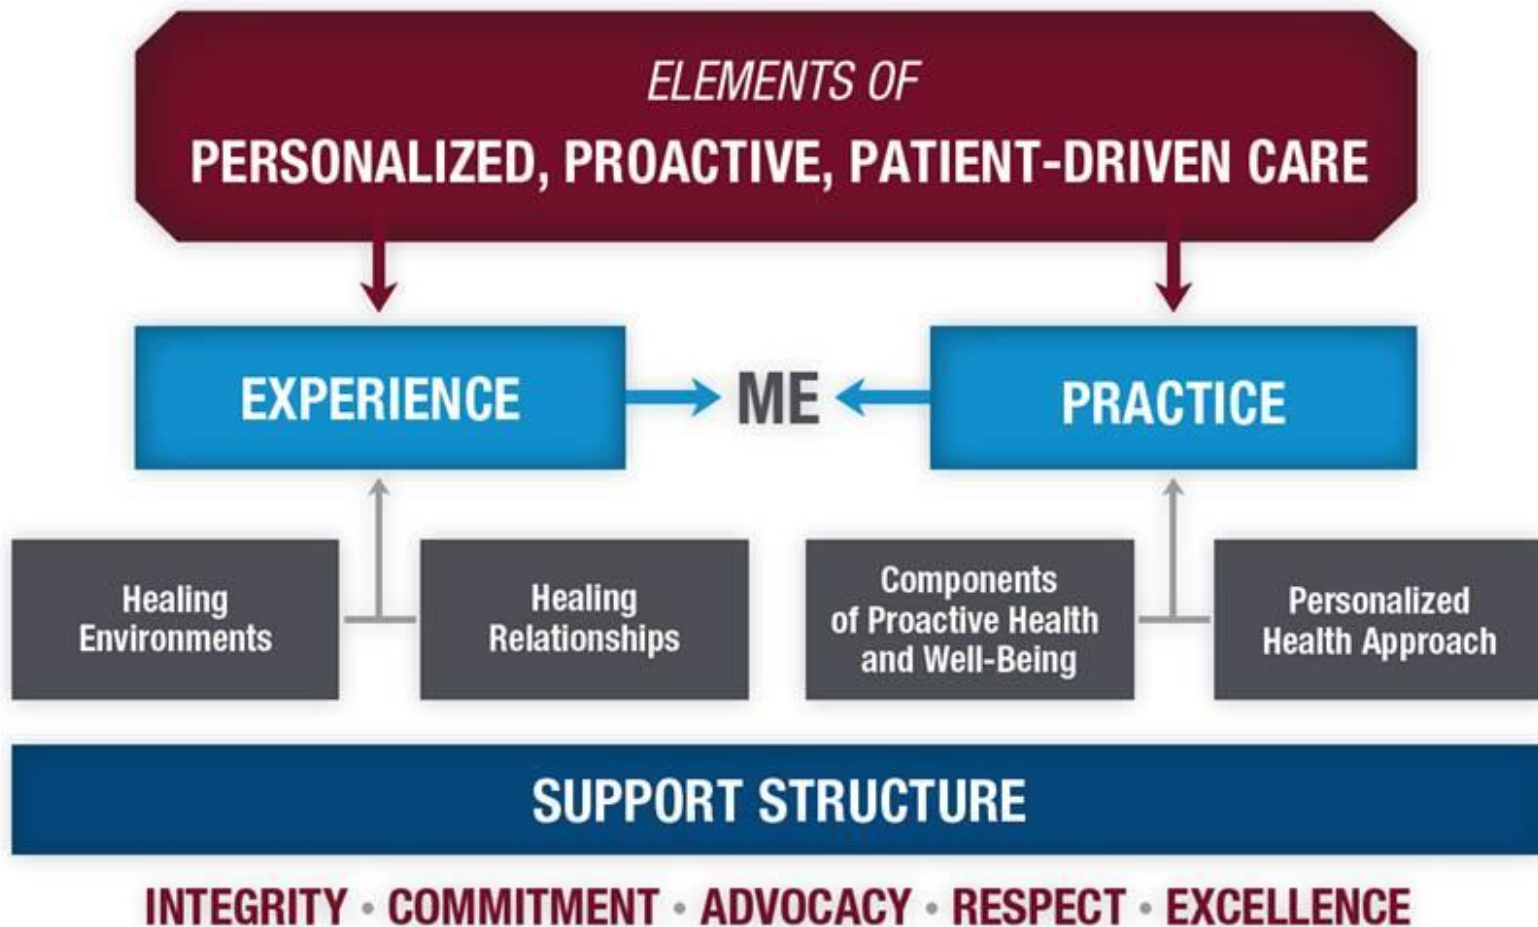 ELEMENTS OF
PERSONALIZED, PROACTIVE, PATIENT-DRIVEN CARE
EXPERIENCE
ME
PRACTICE
Healing
Environments
Healing
Relationships
Components
of Proactive Health
and Well-Being
Personalized
Health Approach
SUPPORT STRUCTURE
INTEGRITY • COMMITMENT • ADVOCACY • RESPECT • EXCELLENCE